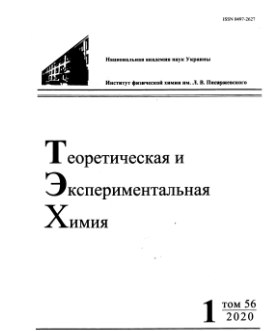 ISSN 0497-2627
Национальная академия наук Украины
Институт физической химии им. Л. В. Писаржевского
Теоретическая и
Экспериментальная
Химия
1 том 56
2020